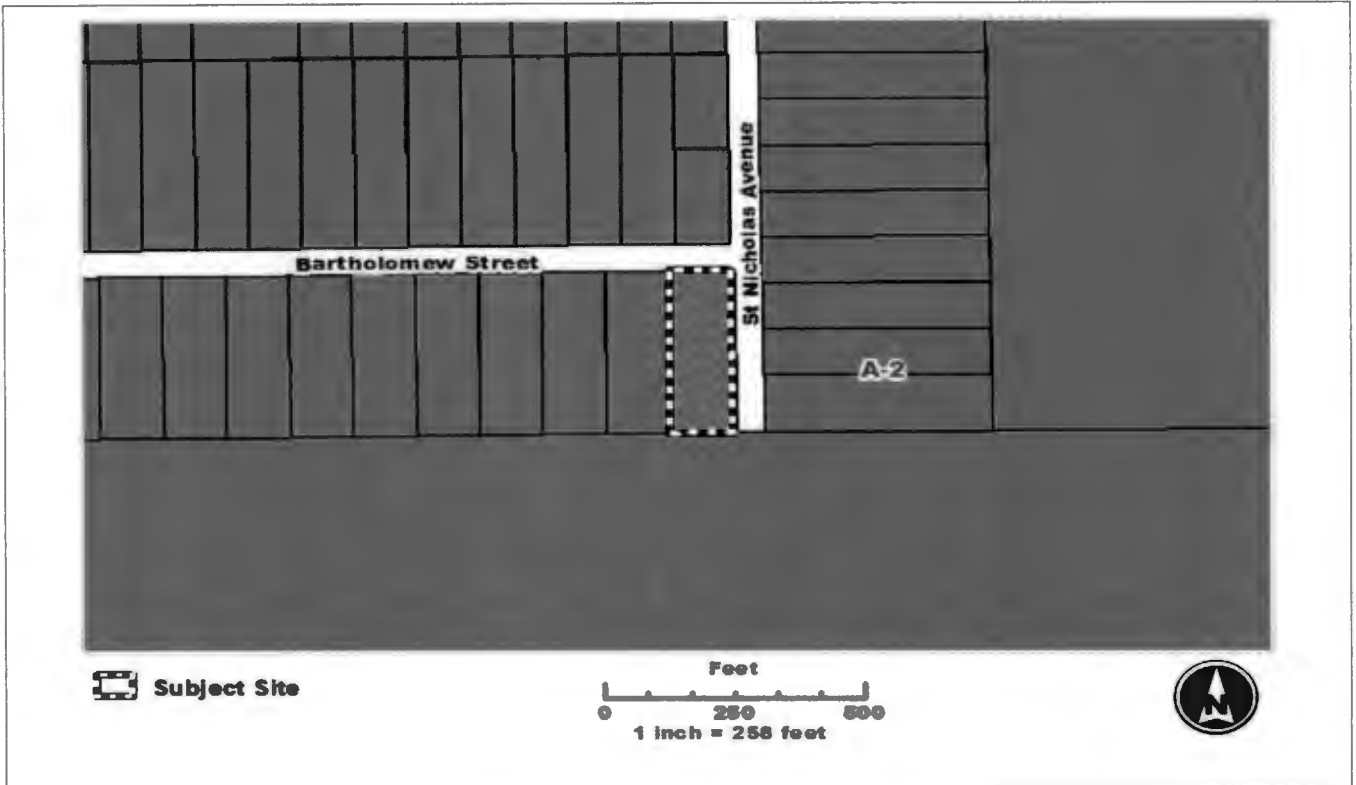 Bartholomew Street
St Nicholas Avenue
A-2
Subject Site
Feet
0 250 500
1 inch = 258 feet
N